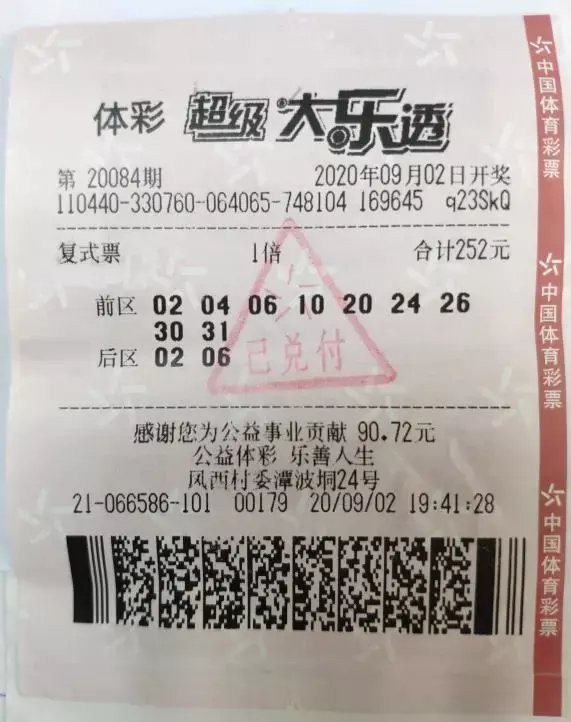 体彩 超级大乐透
第 20084期 2020年09月02日开奖
110440-330760-064065-748104 169645 q23SkQ
复式票 1倍 合计252元
前区 02 04 06 10 20 24 26
30 31
后区 02 06
已兑付
感谢您为公益事业贡献 90.72元
公益体彩 乐善人生
凤西村委潭波垌24号
21-066586-101 00179 20/09/02 19:41:28
中国体育彩票
中国体育彩票
中国体育彩票